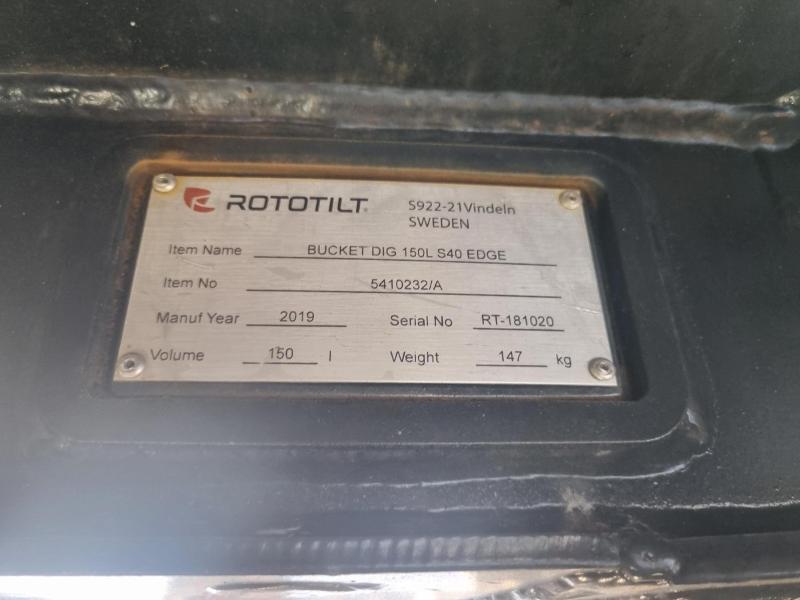 ROTOTILT® S922-21Vindeln
SWEDEN
Item Name BUCKET DIG 150L S40 EDGE
Item No 5410232/A
Manuf Year 2019 Serial No RT-181020
Volume 150 l Weight 147 kg